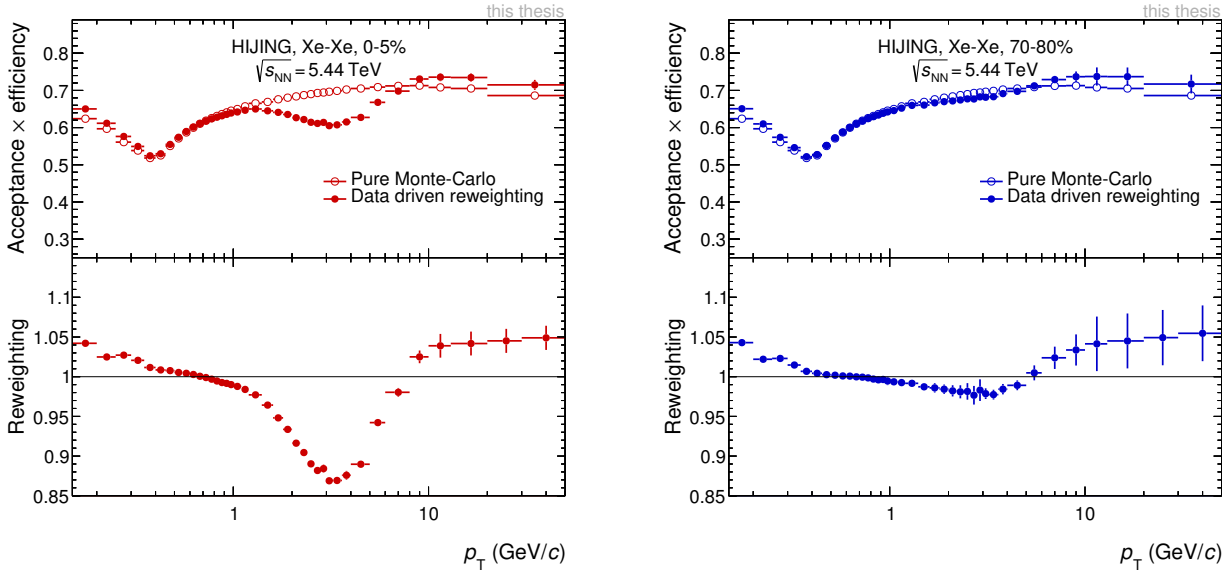 this thesis
HIJING, Xe-Xe, 0-5%
√s_NN = 5.44 TeV
Acceptance × efficiency
0.8
0.7
0.6
0.5
0.4
0.3
Pure Monte-Carlo
Data driven reweighting
Reweighting
1.1
1.05
1
0.95
0.9
0.85
1
10
p_T (GeV/c)
this thesis
HIJING, Xe-Xe, 70-80%
√s_NN = 5.44 TeV
Acceptance × efficiency
0.8
0.7
0.6
0.5
0.4
0.3
Pure Monte-Carlo
Data driven reweighting
Reweighting
1.1
1.05
1
0.95
0.9
0.85
1
10
p_T (GeV/c)